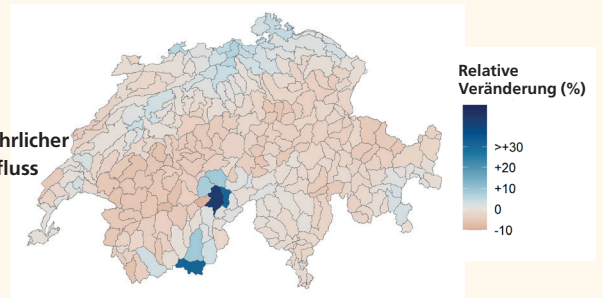 hrlicher
fluss
Relative
Veränderung (%)
>+30
+20
+10
0
-10